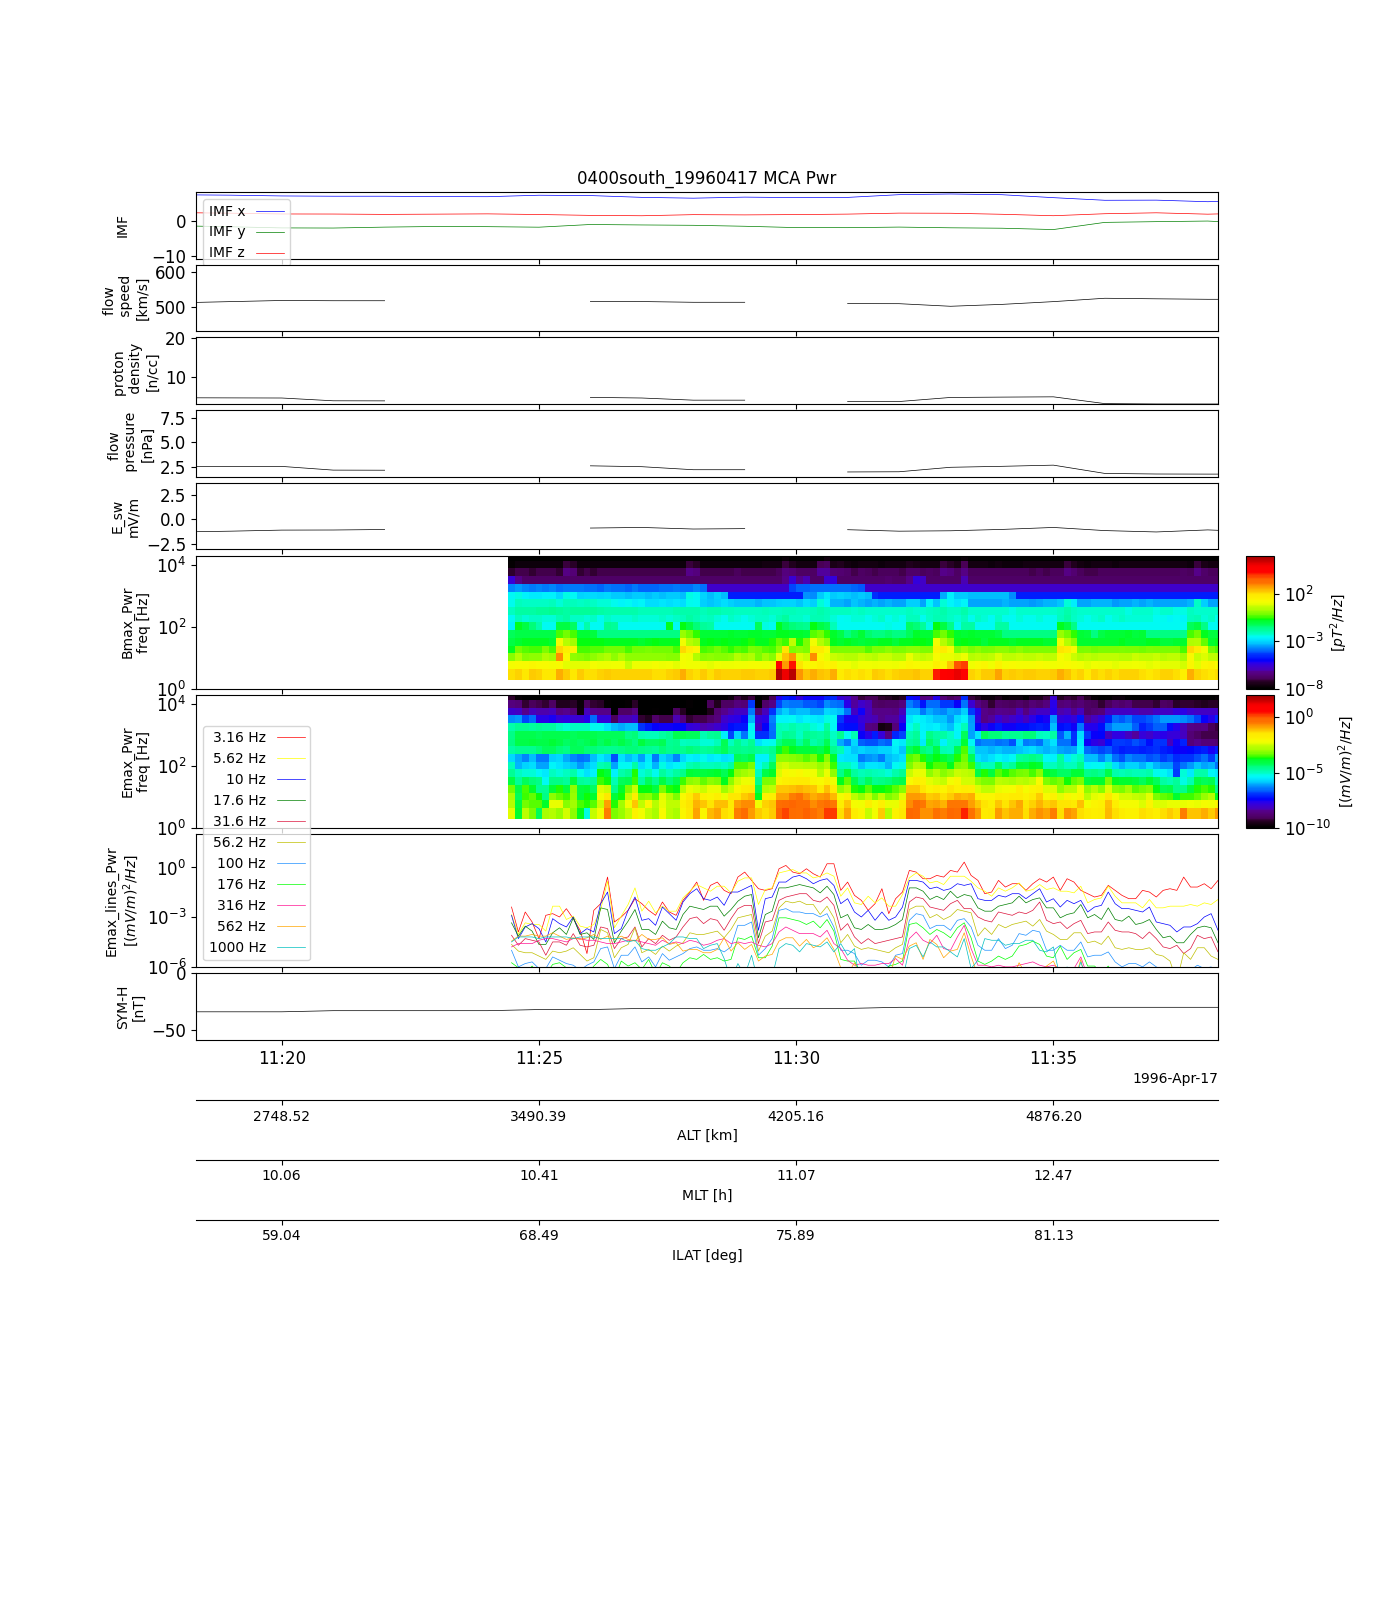 0400south_19960417 MCA Pwr
IMF
0
−10
IMF x
IMF y
IMF z
flow
speed
[km/s]
600
500
proton
density
[n/cc]
20
10
flow
pressure
[nPa]
7.5
5.0
2.5
E_sw
mV/m
2.5
0.0
−2.5
Bmax_Pwr
freq [Hz]
10^4
10^2
10^0
10^2
10^−3
10^−8
[pT^2/Hz]
Emax_Pwr
freq [Hz]
10^4
10^2
10^0
10^0
10^−5
10^−10
[(mV/m)^2/Hz]
3.16 Hz
5.62 Hz
10 Hz
17.6 Hz
31.6 Hz
56.2 Hz
100 Hz
176 Hz
316 Hz
562 Hz
1000 Hz
Emax_lines_Pwr
[(mV/m)^2/Hz]
10^0
10^−3
10^−6
SYM-H
[nT]
0
−50
11:20 11:25 11:30 11:35
1996-Apr-17
2748.52 3490.39 4205.16 4876.20
ALT [km]
10.06 10.41 11.07 12.47
MLT [h]
59.04 68.49 75.89 81.13
ILAT [deg]